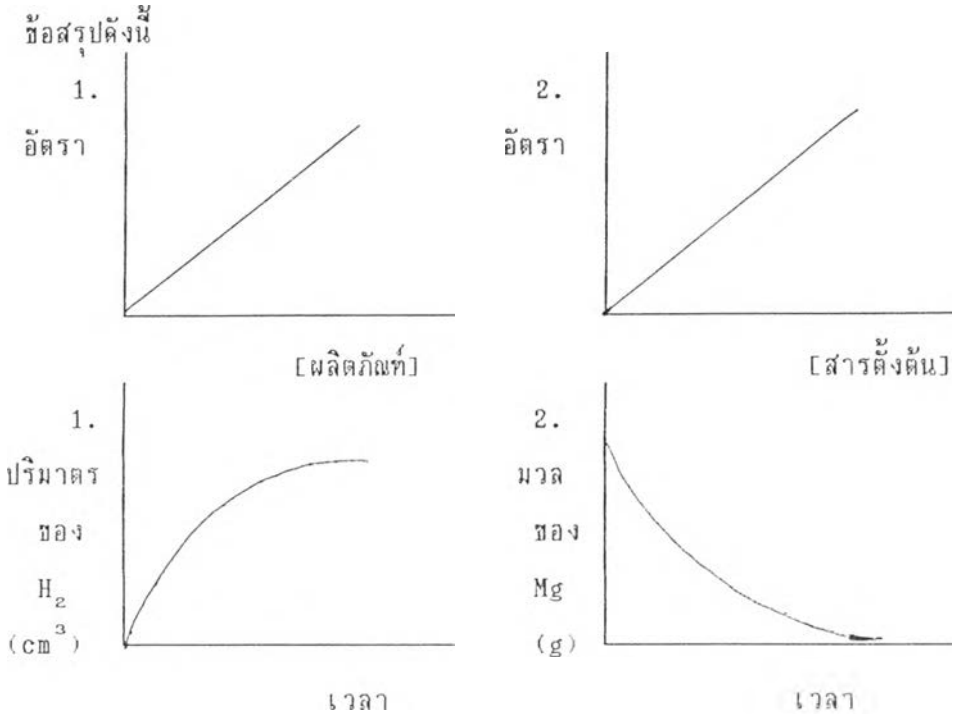 ข้อสรุปดังนี้
1.
อัตรา
[ผลิตภัณฑ์]
2.
อัตรา
[สารตั้งต้น]
1.
ปริมาตร
ของ
H₂
(cm³)
เวลา
2.
มวล
ของ
Mg
(g)
เวลา